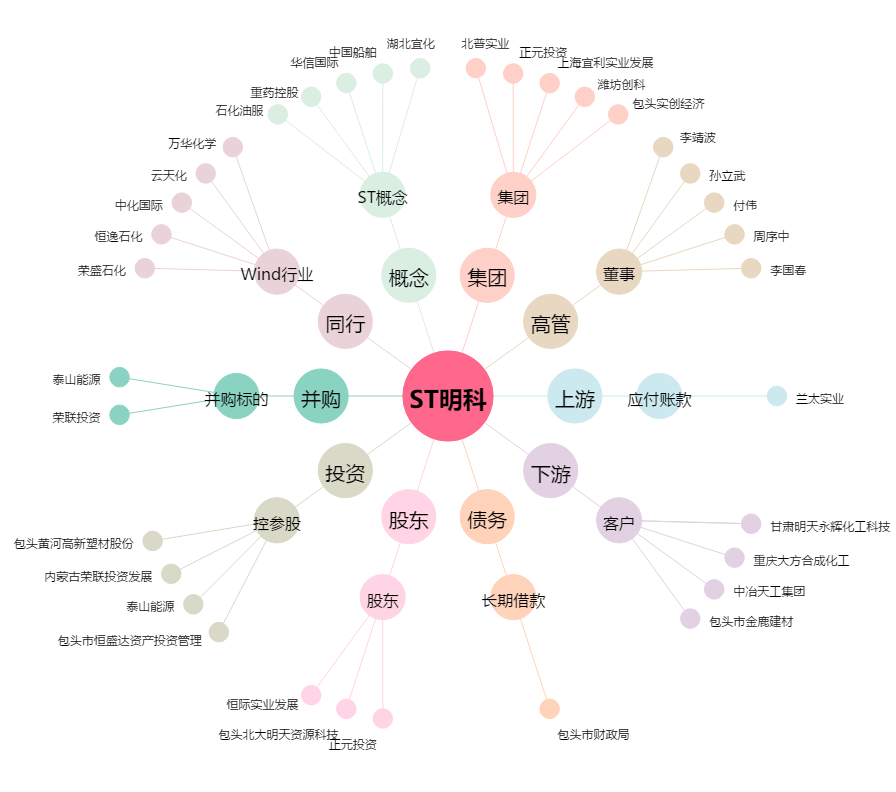 湖北宜化
北普实业
中国船舶
正元投资
华信国际
上海宜利实业发展
重药控股
潍坊创科
石化油服
包头实创经济
万华化学
李靖波
云天化
孙立武
ST概念
集团
中化国际
付伟
恒逸石化
周序中
荣盛石化
Wind行业
概念
集团
董事
李国春
同行
高管
泰山能源
并购标的
并购
ST明科
上游
应付账款
兰太实业
荣联投资
投资
下游
控参股
股东
债务
客户
包头黄河高新塑材股份
甘肃明天永辉化工科技
内蒙古荣联投资发展
重庆大方合成化工
泰山能源
中冶天工集团
股东
长期借款
包头市恒盛达资产投资管理
包头市金鹿建材
恒际实业发展
包头北大明天资源科技
正元投资
包头市财政局